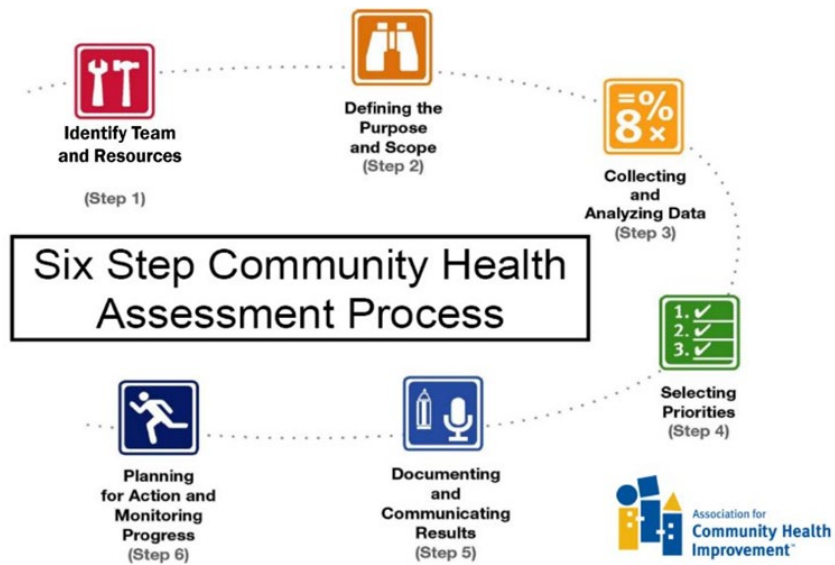 Identify Team
and Resources
(Step 1)
Defining the
Purpose
and Scope
(Step 2)
=%
8×
Collecting
and
Analyzing Data
(Step 3)
Six Step Community Health
Assessment Process
1. ✓
2. ✓
3. ✓
Selecting
Priorities
(Step 4)
Documenting
and
Communicating
Results
(Step 5)
Planning
for Action and
Monitoring
Progress
(Step 6)
Association for
Community Health
Improvement™